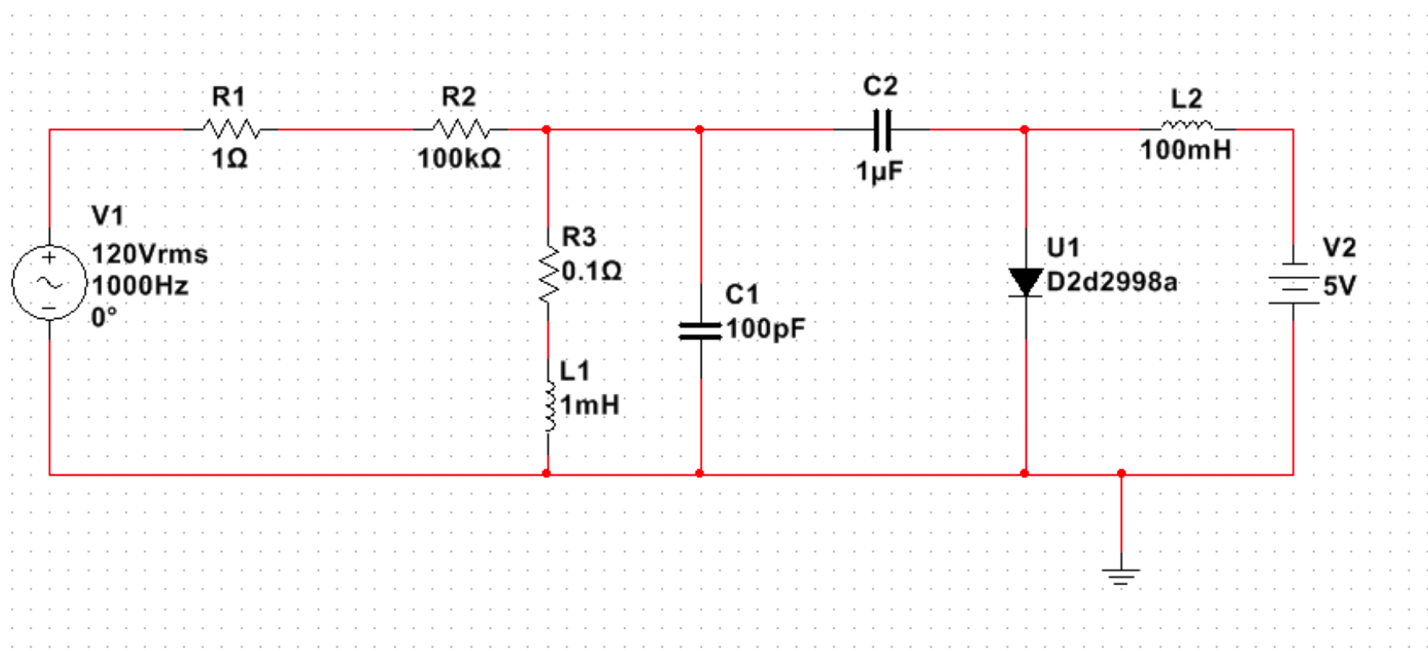 C2
R1
R2
L2
1Ω
100kΩ
1µF
100mH
V1
120Vrms
1000Hz
0°
R3
0.1Ω
U1
D2d2998a
V2
5V
C1
100pF
L1
1mH